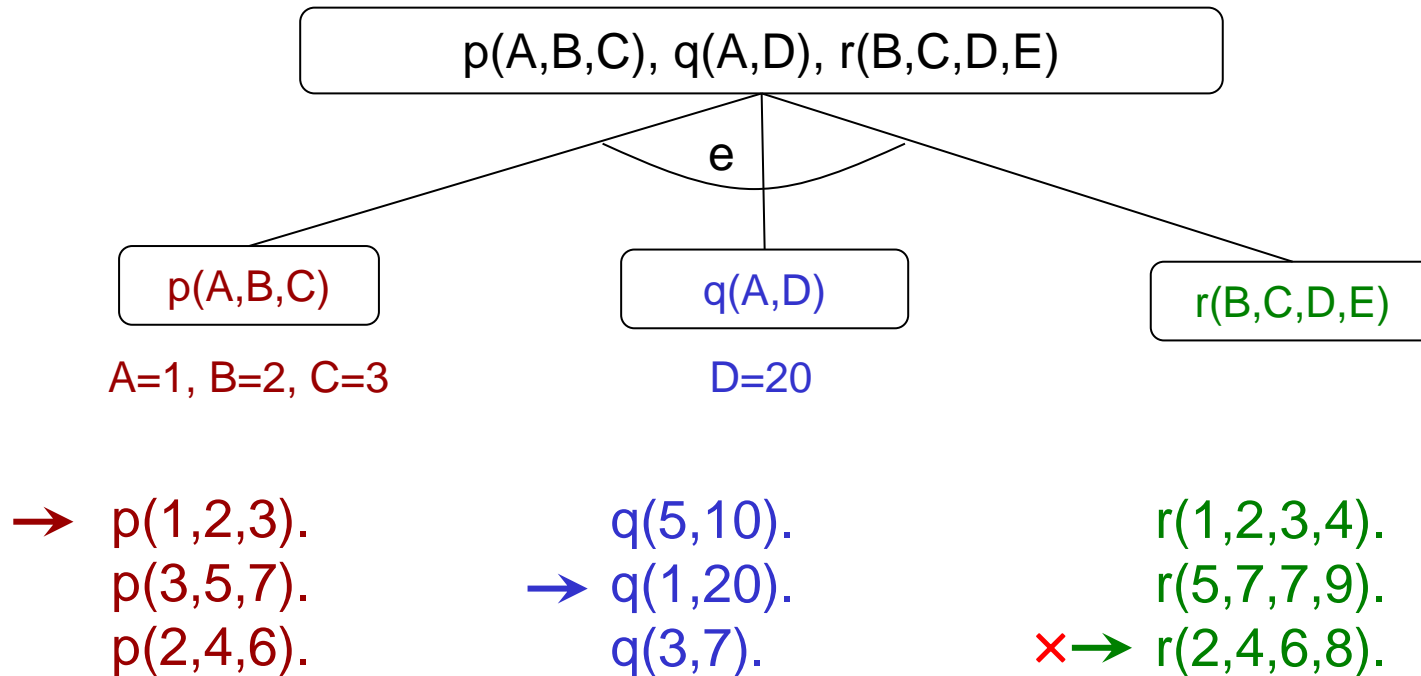 p(A,B,C), q(A,D), r(B,C,D,E)
e
p(A,B,C)
q(A,D)
r(B,C,D,E)
A=1, B=2, C=3
D=20
p(1,2,3).
q(5,10).
r(1,2,3,4).
p(3,5,7).
q(1,20).
r(5,7,7,9).
p(2,4,6).
q(3,7).
r(2,4,6,8).